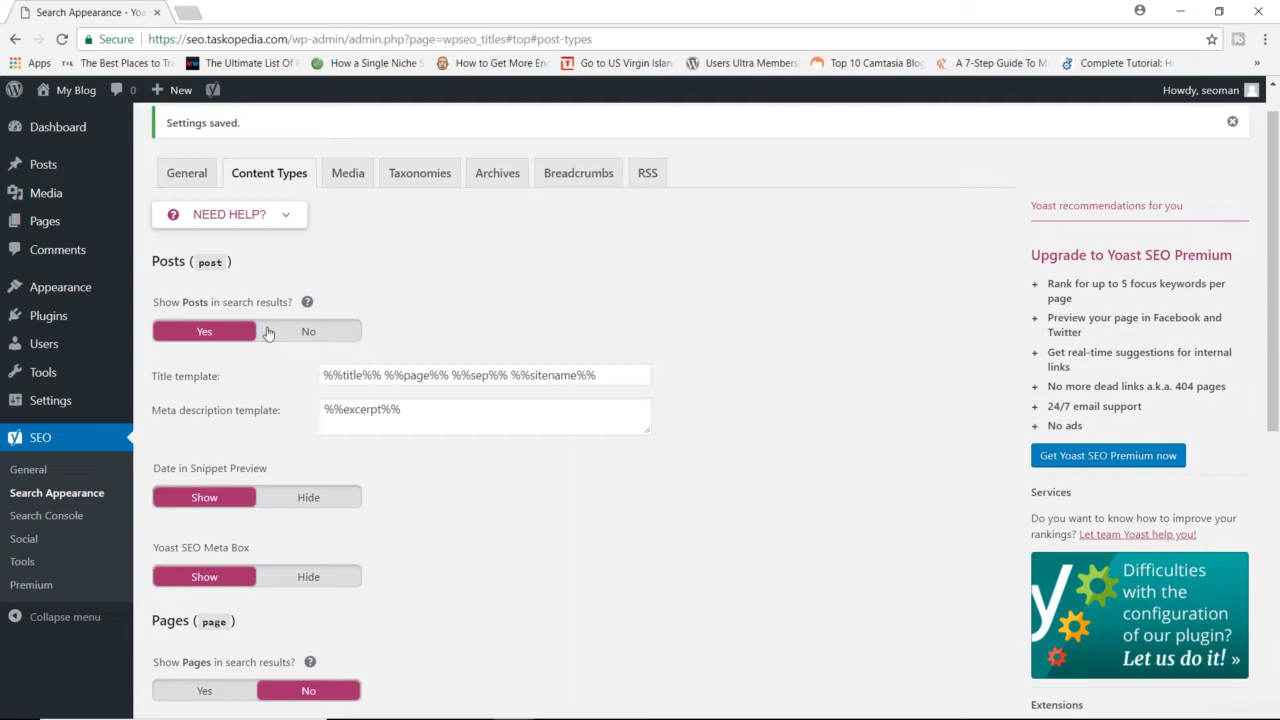 Search Appearance - Yo
Secure
https://seo.taskopedia.com/wp-admin/admin.php?page=wpseo_titles#top#post-types
Apps
The Best Places to Tr
The Ultimate List Of
How a Single Niche
How to Get More En
Go to US Virgin Islan
Users Ultra Members
Top 10 Camtasia Blog
A 7-Step Guide To M
Complete Tutorial: H
My Blog
0
New
Howdy, seoman
Dashboard
Posts
Media
Pages
Comments
Appearance
Plugins
Users
Tools
Settings
SEO
General
Search Appearance
Search Console
Social
Tools
Premium
Collapse menu
Settings saved.
General
Content Types
Media
Taxonomies
Archives
Breadcrumbs
RSS
NEED HELP?
Posts ( post )
Show Posts in search results?
Yes
No
Title template:
%%title%% %%page%% %%sep%% %%sitename%%
Meta description template:
%%excerpt%%
Date in Snippet Preview
Show
Hide
Yoast SEO Meta Box
Show
Hide
Pages ( page )
Show Pages in search results?
Yes
No
Yoast recommendations for you
Upgrade to Yoast SEO Premium
+ Rank for up to 5 focus keywords per
page
+ Preview your page in Facebook and
Twitter
+ Get real-time suggestions for internal
links
+ No more dead links a.k.a. 404 pages
+ 24/7 email support
+ No ads
Get Yoast SEO Premium now
Services
Do you want to know how to improve your
rankings? Let team Yoast help you!
Difficulties
with the
configuration
of our plugin?
Let us do it! »
Extensions